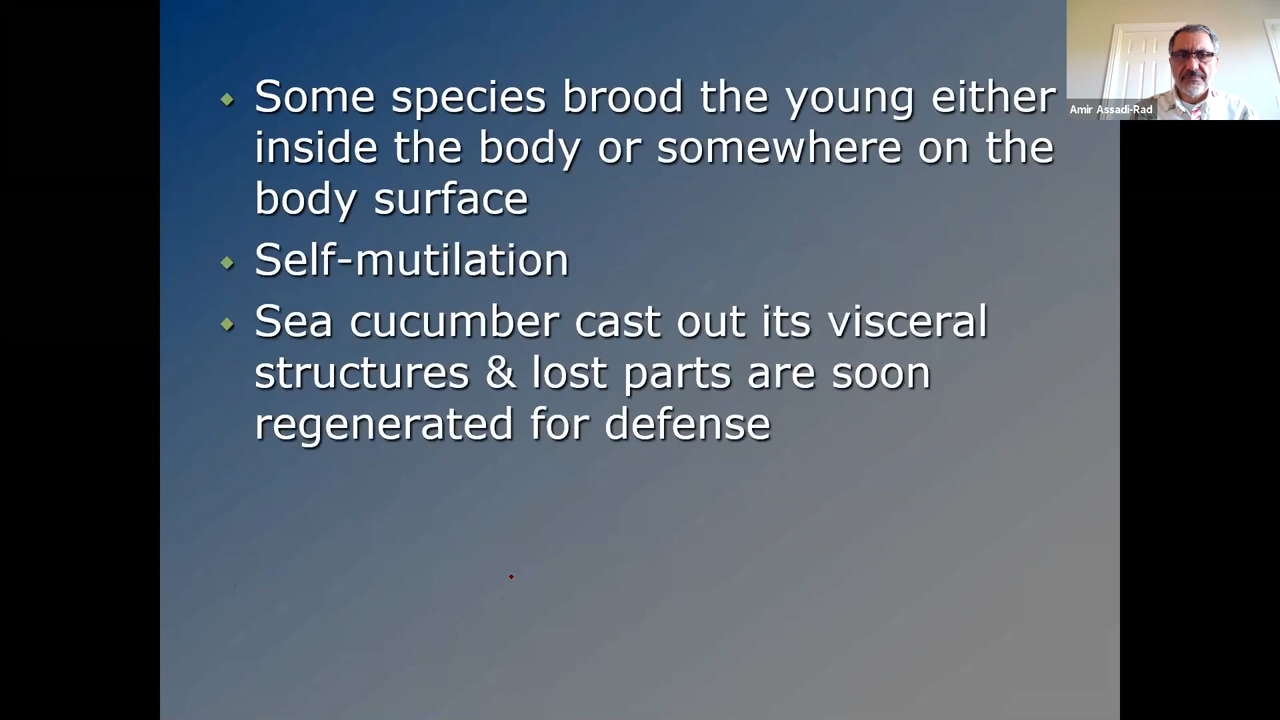 Some species brood the young either
inside the body or somewhere on the
body surface
Self-mutilation
Sea cucumber cast out its visceral
structures & lost parts are soon
regenerated for defense
Amir Assadi-Rad